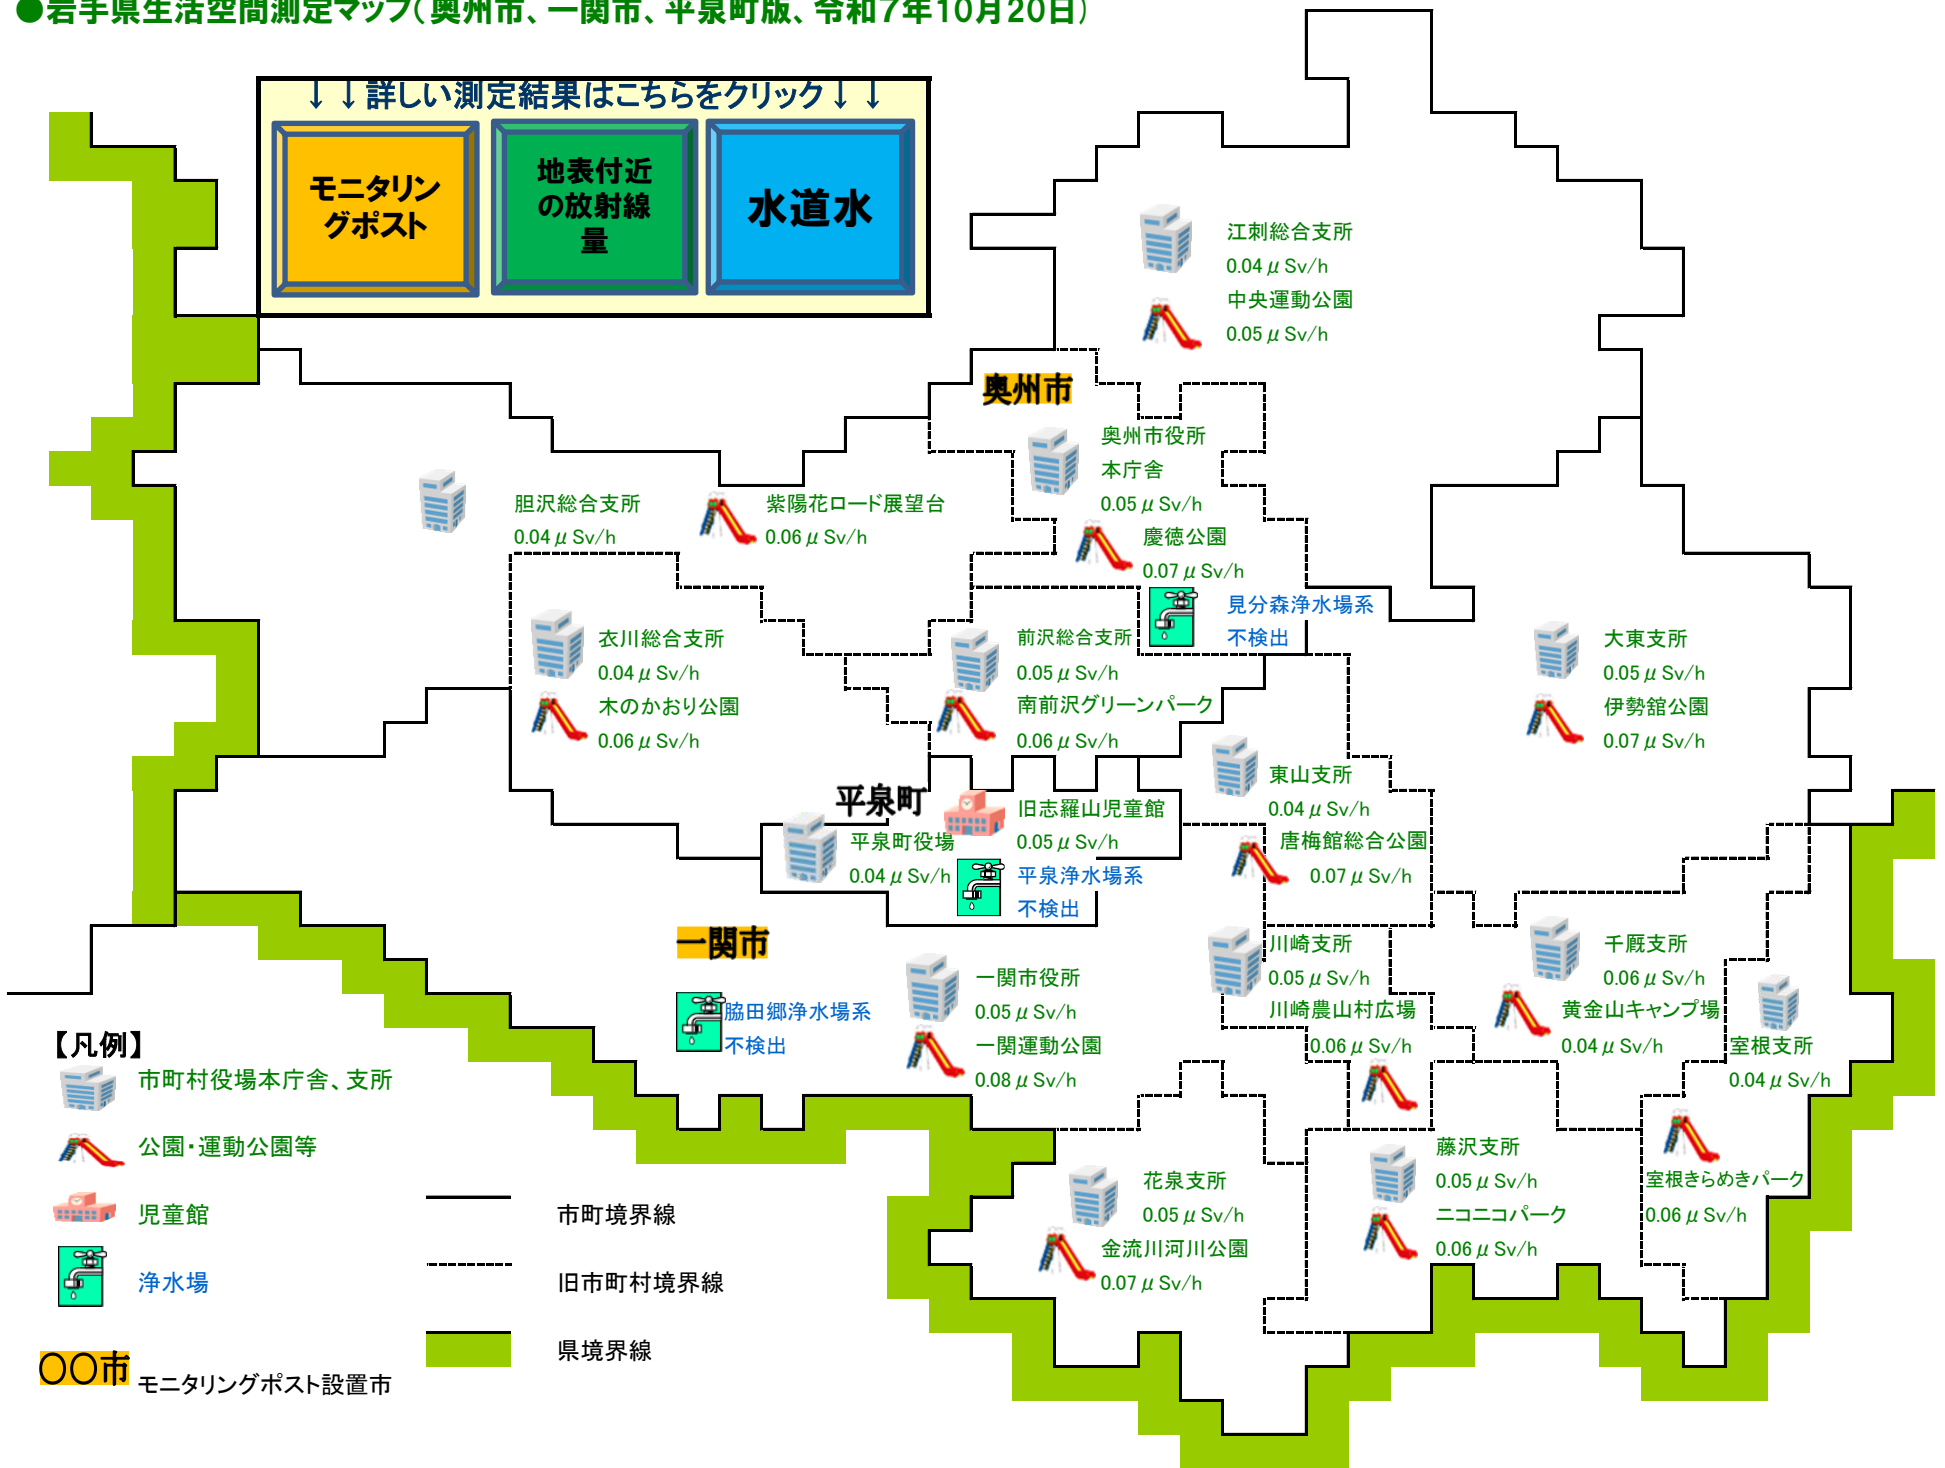 ●岩手県生活空間測定マップ（奥州市、一関市、平泉町版、令和7年10月20日）
↓↓詳しい測定結果はこちらをクリック↓↓
モニタリン
グポスト
地表付近
の放射線
量
水道水
江刺総合支所
0.04μSv/h
中央運動公園
0.05μSv/h
奥州市
奥州市役所
本庁舎
0.05μSv/h
慶徳公園
0.07μSv/h
胆沢総合支所
0.04μSv/h
紫陽花ロード展望台
0.06μSv/h
見分森浄水場系
不検出
衣川総合支所
0.04μSv/h
木のかおり公園
0.06μSv/h
前沢総合支所
0.05μSv/h
南前沢グリーンパーク
0.06μSv/h
大東支所
0.05μSv/h
伊勢舘公園
0.07μSv/h
東山支所
0.04μSv/h
唐梅館総合公園
0.07μSv/h
平泉町
平泉町役場
0.04μSv/h
旧志羅山児童館
0.05μSv/h
平泉浄水場系
不検出
一関市
脇田郷浄水場系
不検出
一関市役所
0.05μSv/h
一関運動公園
0.08μSv/h
川崎支所
0.05μSv/h
川崎農山村広場
0.06μSv/h
千厩支所
0.06μSv/h
黄金山キャンプ場
0.04μSv/h
室根支所
0.04μSv/h
室根きらめきパーク
0.06μSv/h
藤沢支所
0.05μSv/h
ニコニコパーク
0.06μSv/h
花泉支所
0.05μSv/h
金流川河川公園
0.07μSv/h
【凡例】
市町村役場本庁舎、支所
公園・運動公園等
児童館
浄水場
〇〇市
モニタリングポスト設置市
市町境界線
旧市町村境界線
県境界線